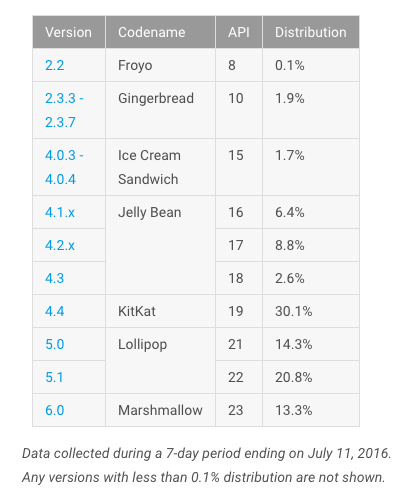 Version Codename API Distribution
2.2 Froyo 8 0.1%
2.3.3 - Gingerbread 10 1.9%
2.3.7
4.0.3 - Ice Cream 15 1.7%
4.0.4 Sandwich
4.1.x Jelly Bean 16 6.4%
4.2.x 17 8.8%
4.3 18 2.6%
4.4 KitKat 19 30.1%
5.0 Lollipop 21 14.3%
5.1 22 20.8%
6.0 Marshmallow 23 13.3%
Data collected during a 7-day period ending on July 11, 2016.
Any versions with less than 0.1% distribution are not shown.